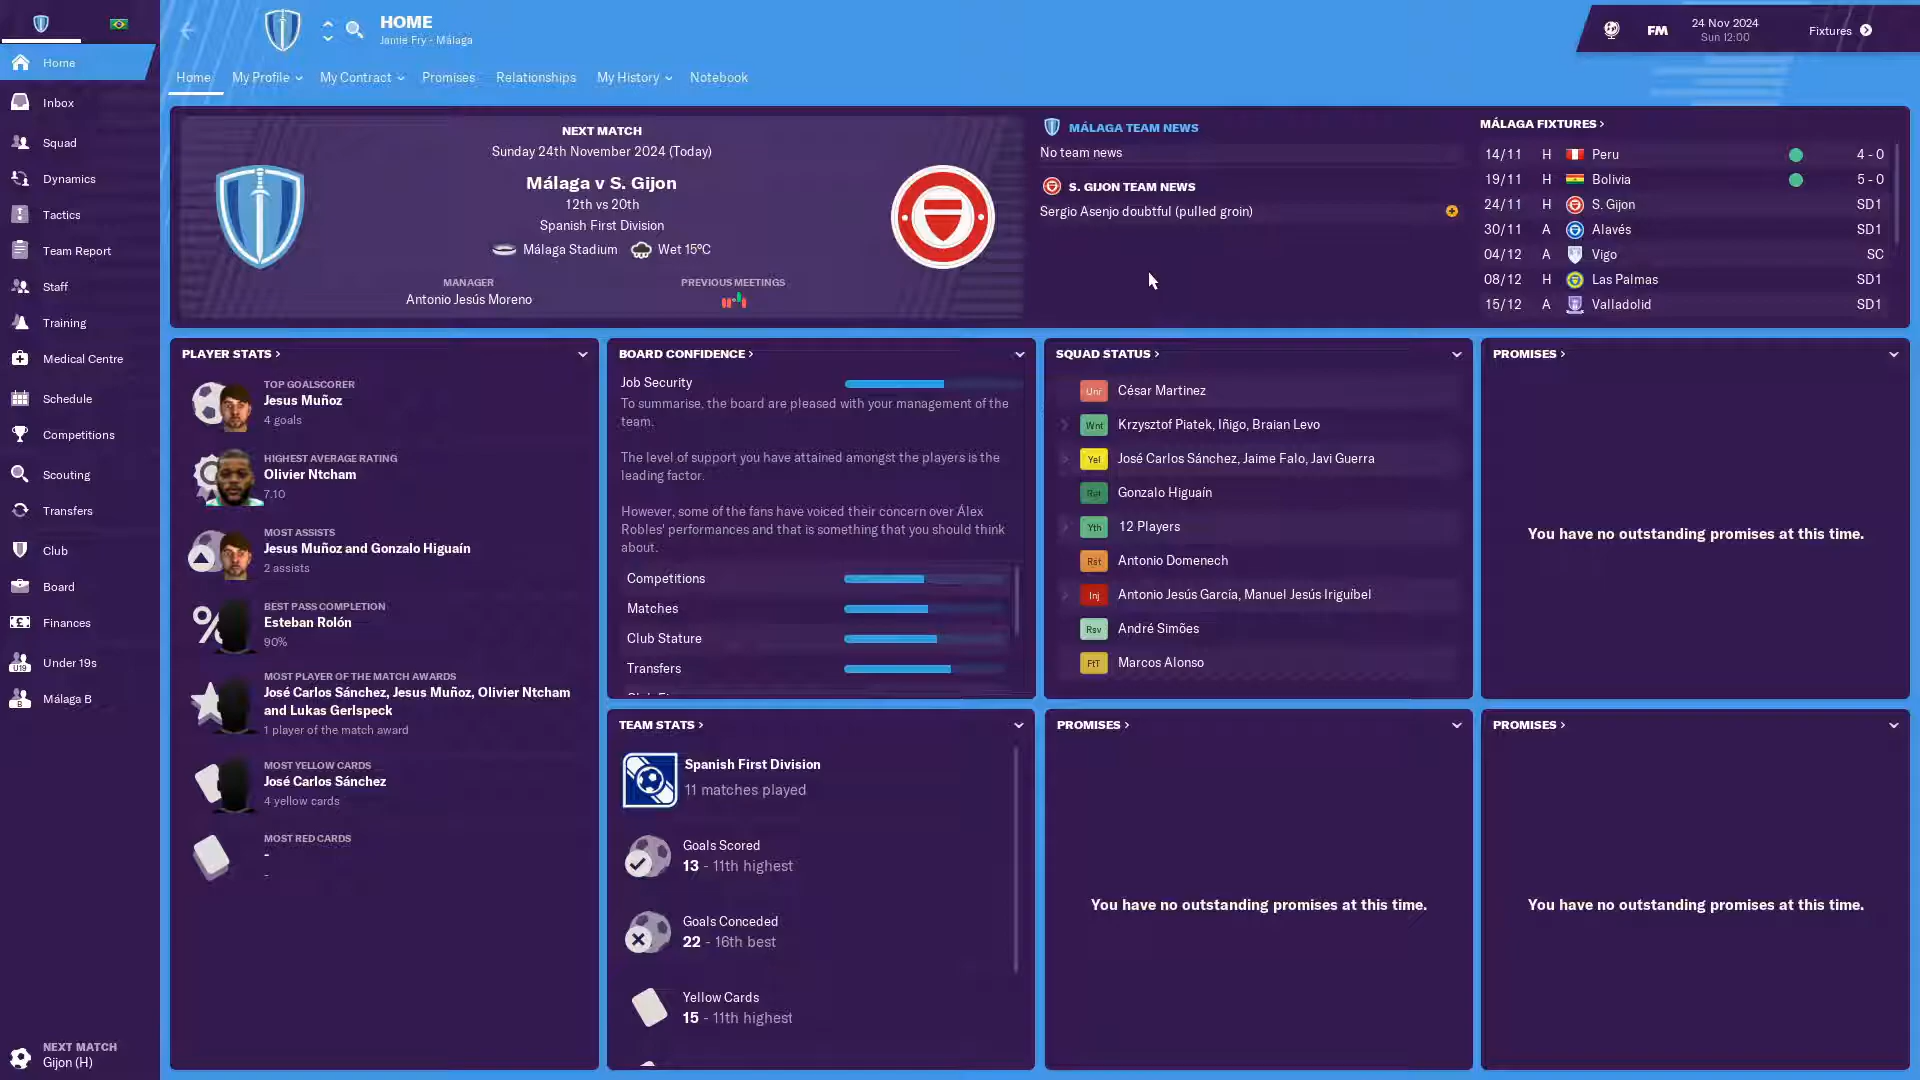 HOME
Jamie Fry - Málaga
FM
24 Nov 2024
Sun 12:00
Fixtures
Home
My Profile
My Contract
Promises
Relationships
My History
Notebook
Home
Inbox
Squad
Dynamics
Tactics
Team Report
Staff
Training
Medical Centre
Schedule
Competitions
Scouting
Transfers
Club
Board
Finances
U19
Under 19s
B
Málaga B
NEXT MATCH
Gijon (H)
NEXT MATCH
Sunday 24th November 2024 (Today)
Málaga v S. Gijon
12th vs 20th
Spanish First Division
Málaga Stadium
Wet 15°C
MANAGER
Antonio Jesús Moreno
PREVIOUS MEETINGS
MÁLAGA TEAM NEWS
No team news
S. GIJON TEAM NEWS
Sergio Asenjo doubtful (pulled groin)
MÁLAGA FIXTURES >
14/11 H Peru 4 - 0
19/11 H Bolivia 5 - 0
24/11 H S. Gijon SD1
30/11 A Alavés SD1
04/12 A Vigo SC
08/12 H Las Palmas SD1
15/12 A Valladolid SD1
PLAYER STATS >
TOP GOALSCORER
Jesus Muñoz
4 goals
HIGHEST AVERAGE RATING
Olivier Ntcham
7.10
MOST ASSISTS
Jesus Muñoz and Gonzalo Higuaín
2 assists
BEST PASS COMPLETION
%
Esteban Rolón
90%
MOST PLAYER OF THE MATCH AWARDS
José Carlos Sánchez, Jesus Muñoz, Olivier Ntcham
and Lukas Gerlspeck
1 player of the match award
MOST YELLOW CARDS
José Carlos Sánchez
4 yellow cards
MOST RED CARDS
-
-
BOARD CONFIDENCE >
Job Security
To summarise, the board are pleased with your management of the
team.
The level of support you have attained amongst the players is the
leading factor.
However, some of the fans have voiced their concern over Álex
Robles' performances and that is something that you should think
about.
Competitions
Matches
Club Stature
Transfers
SQUAD STATUS >
Unr César Martinez
Wnt Krzysztof Piatek, Iñigo, Braian Levo
Yel José Carlos Sánchez, Jaime Falo, Javi Guerra
Gonzalo Higuaín
Yth 12 Players
Rst Antonio Domenech
Inj Antonio Jesús García, Manuel Jesús Iriguíbel
Rsv André Simões
FtT Marcos Alonso
PROMISES >
You have no outstanding promises at this time.
TEAM STATS >
Spanish First Division
11 matches played
Goals Scored
13 - 11th highest
Goals Conceded
22 - 16th best
Yellow Cards
15 - 11th highest
PROMISES >
You have no outstanding promises at this time.
PROMISES >
You have no outstanding promises at this time.